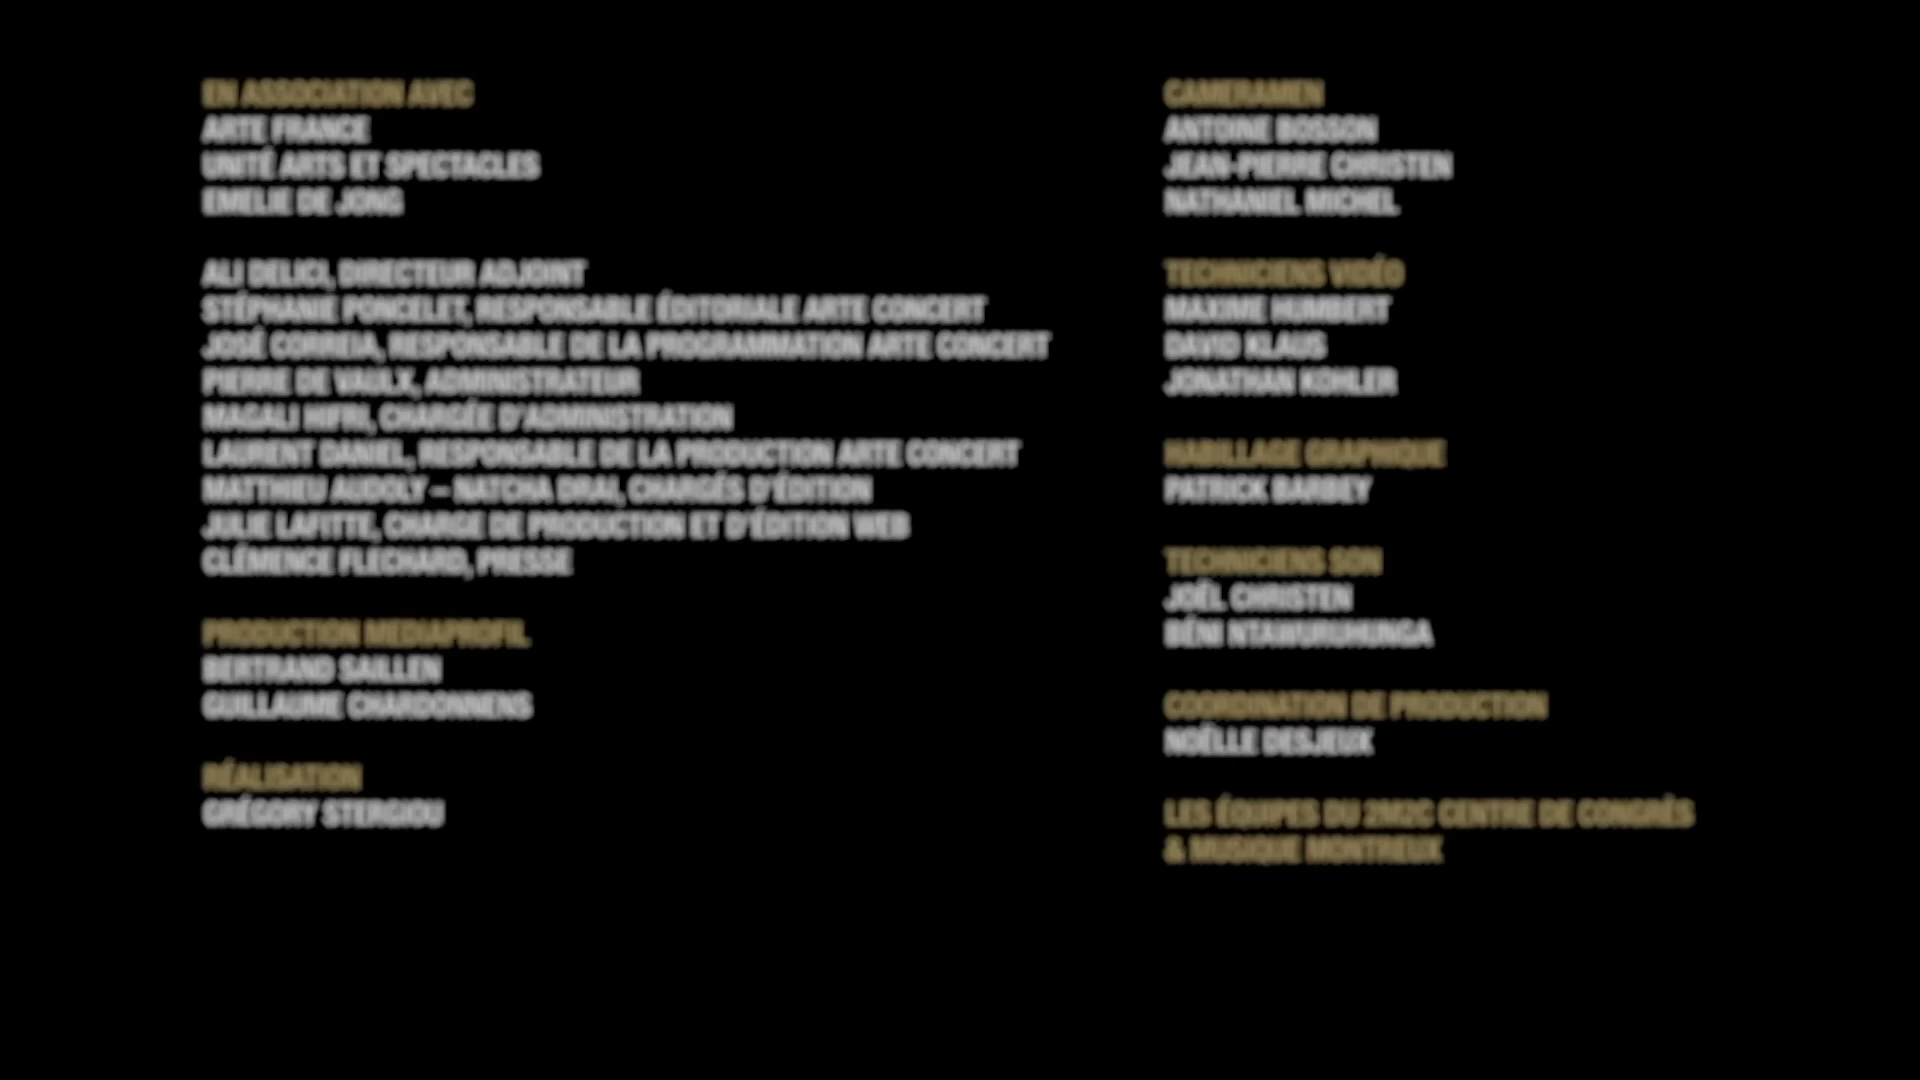 EN ASSOCIATION AVEC
ARTE FRANCE
UNITÉ ARTS ET SPECTACLES
EMELIE DE JONG
ALI DELICI, DIRECTEUR ADJOINT
STÉPHANIE PONCELET, RESPONSABLE ÉDITORIALE ARTE CONCERT
JOSÉ CORREIA, RESPONSABLE DE LA PROGRAMMATION ARTE CONCERT
PIERRE DE VAULX, ADMINISTRATEUR
MAGALI HIFRI, CHARGÉE D'ADMINISTRATION
LAURENT DANIEL, RESPONSABLE DE LA PRODUCTION ARTE CONCERT
MATTHIEU AUDOLY – NATCHA DRAI, CHARGÉS D'ÉDITION
JULIE LAFITTE, CHARGE DE PRODUCTION ET D'ÉDITION WEB
CLÉMENCE FLECHARD, PRESSE
PRODUCTION MEDIAPROFIL
BERTRAND SAILLEN
GUILLAUME CHARDONNENS
RÉALISATION
GRÉGORY STERGIOU
CAMERAMEN
ANTOINE BOSSON
JEAN-PIERRE CHRISTEN
NATHANIEL MICHEL
TECHNICIENS VIDÉO
MAXIME HUMBERT
DAVID KLAUS
JONATHAN KOHLER
HABILLAGE GRAPHIQUE
PATRICK BARBEY
TECHNICIENS SON
JOËL CHRISTEN
BÉNI NTAWURUHUNGA
COORDINATION DE PRODUCTION
NOËLLE DESJEUX
LES ÉQUIPES DU 2M2C CENTRE DE CONGRÈS
& MUSIQUE MONTREUX